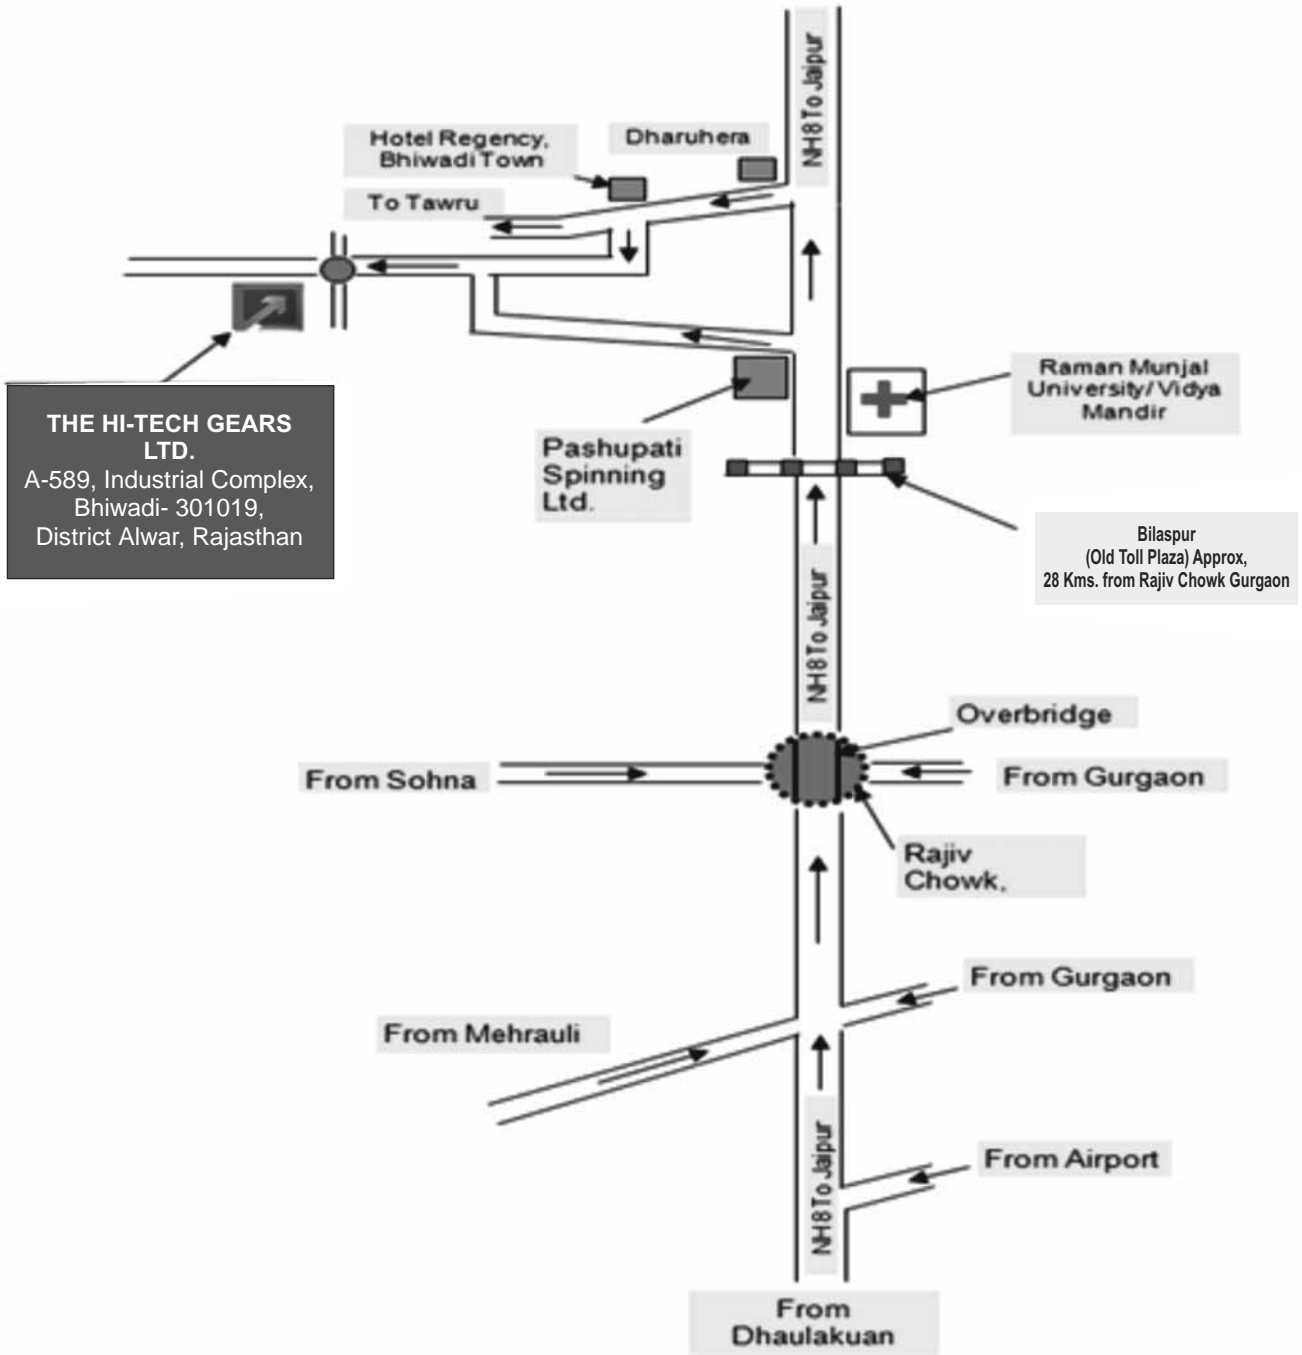 NH8 To Jaipur
Hotel Regency,
Bhiwadi Town
Dharuhera
To Tawru
THE HI-TECH GEARS
LTD.
A-589, Industrial Complex,
Bhiwadi- 301019,
District Alwar, Rajasthan
Raman Munjal
University/ Vidya
Mandir
Pashupati
Spinning
Ltd.
Bilaspur
(Old Toll Plaza) Approx,
28 Kms. from Rajiv Chowk Gurgaon
NH8 To Jaipur
Overbridge
From Sohna
From Gurgaon
Rajiv
Chowk,
From Gurgaon
From Mehrauli
From Airport
NH8 To Jaipur
From
Dhaulakuan